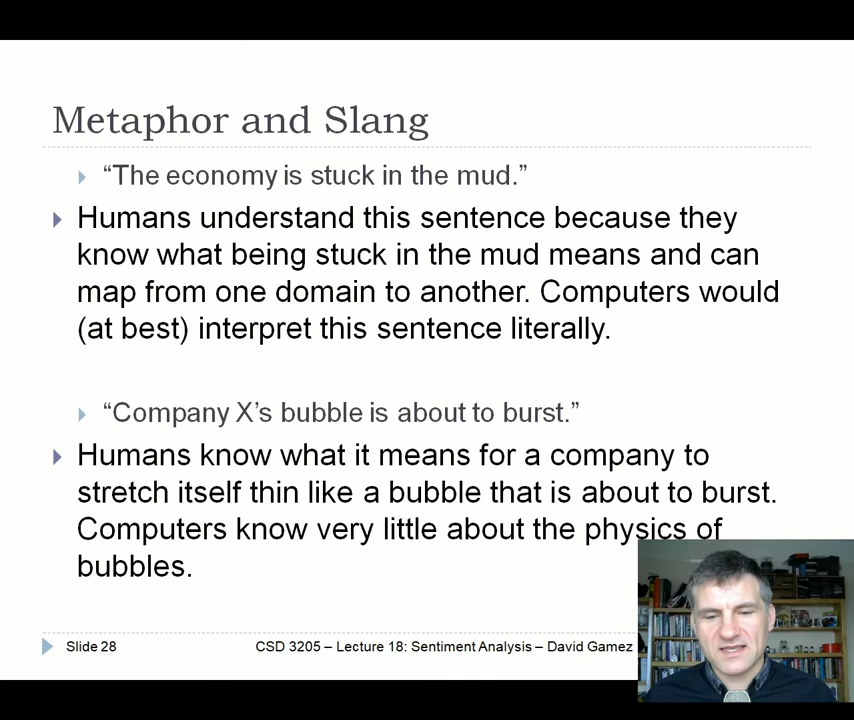 Metaphor and Slang
“The economy is stuck in the mud.”
Humans understand this sentence because they
know what being stuck in the mud means and can
map from one domain to another. Computers would
(at best) interpret this sentence literally.
“Company X’s bubble is about to burst.”
Humans know what it means for a company to
stretch itself thin like a bubble that is about to burst.
Computers know very little about the physics of
bubbles.
Slide 28
CSD 3205 – Lecture 18: Sentiment Analysis – David Gamez